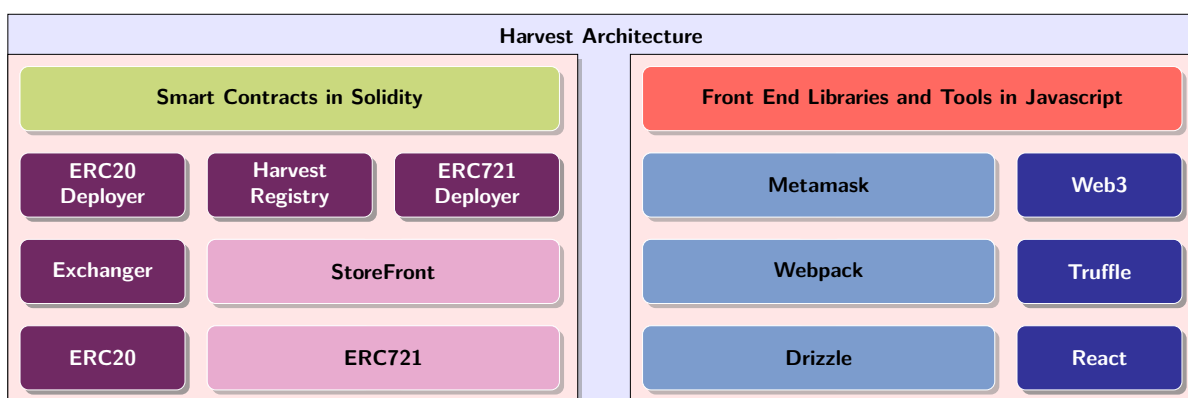 Harvest Architecture
Smart Contracts in Solidity
ERC20
Deployer
Harvest
Registry
ERC721
Deployer
Exchanger
StoreFront
ERC20
ERC721
Front End Libraries and Tools in Javascript
Metamask
Web3
Webpack
Truffle
Drizzle
React